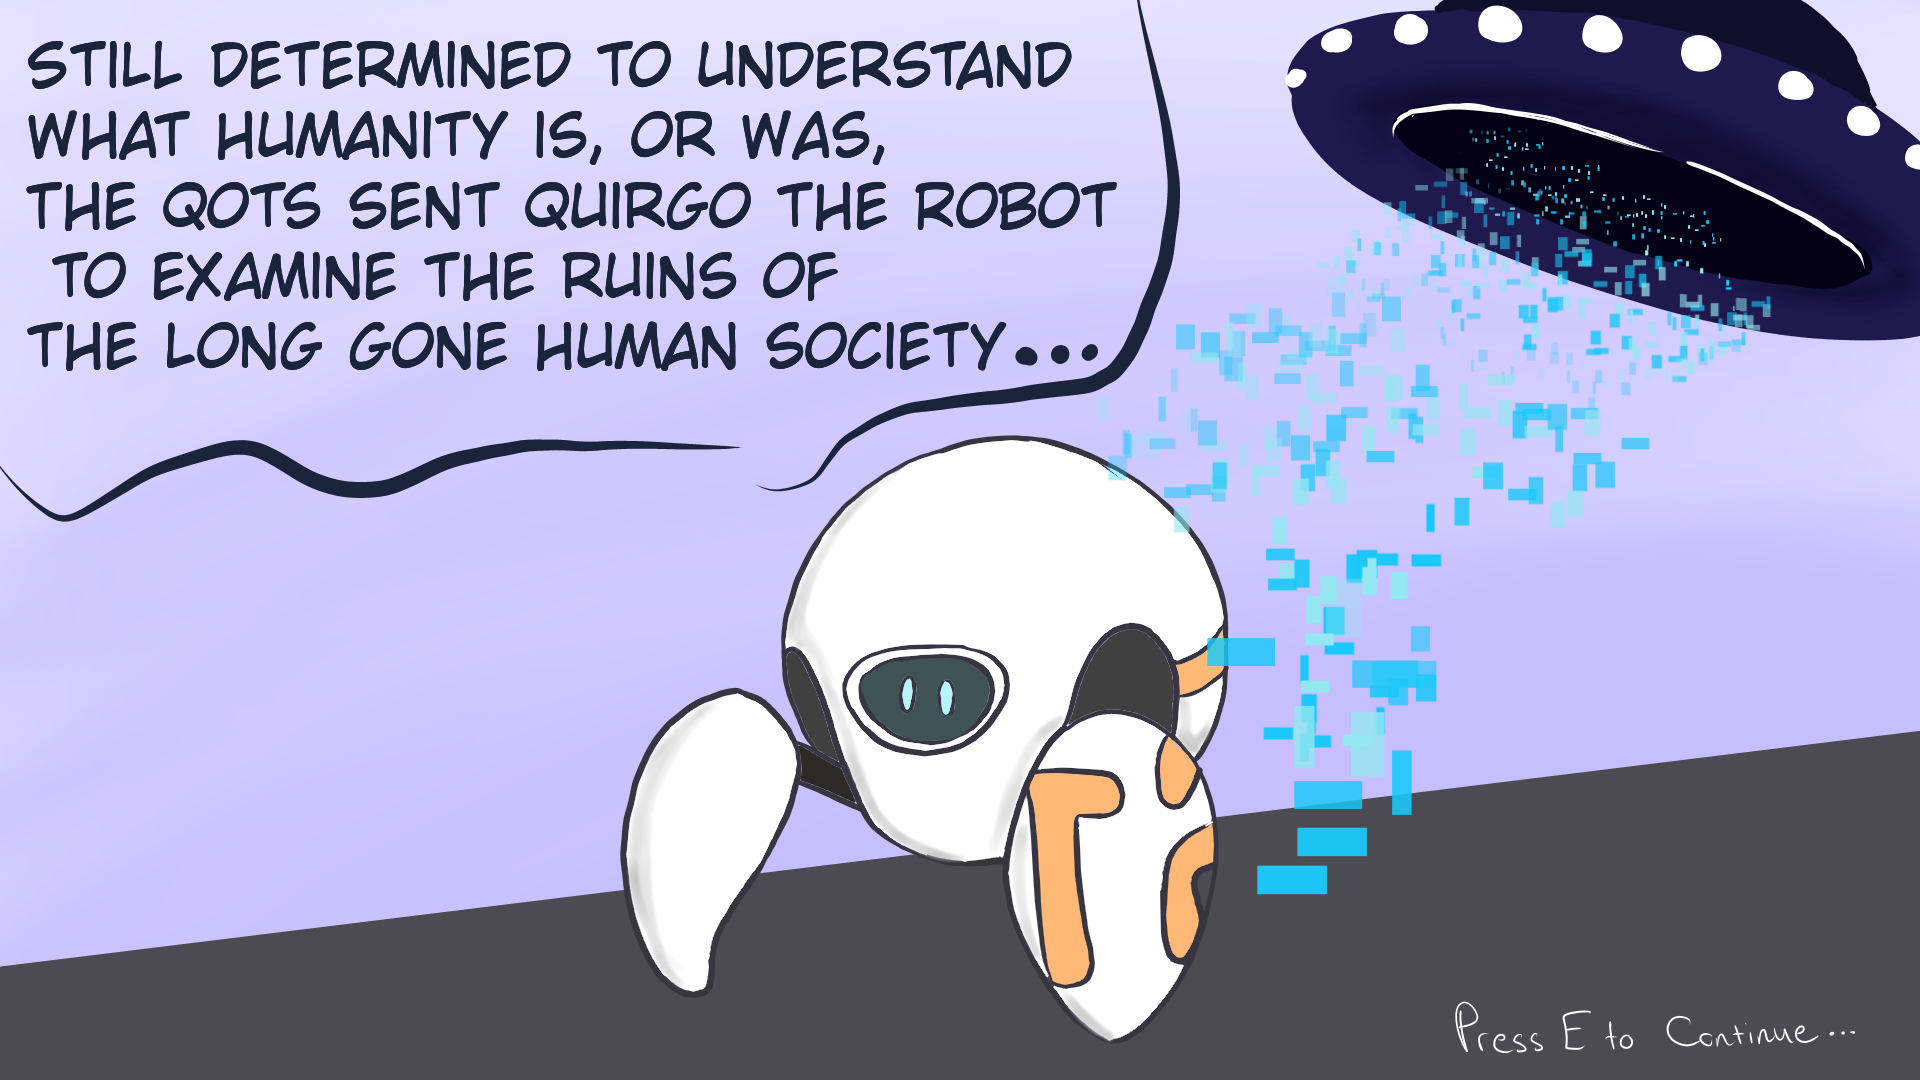 STILL DETERMINED TO UNDERSTAND
WHAT HUMANITY IS, OR WAS,
THE QOTS SENT QUIRGO THE ROBOT
TO EXAMINE THE RUINS OF
THE LONG GONE HUMAN SOCIETY...
Press E to Continue...